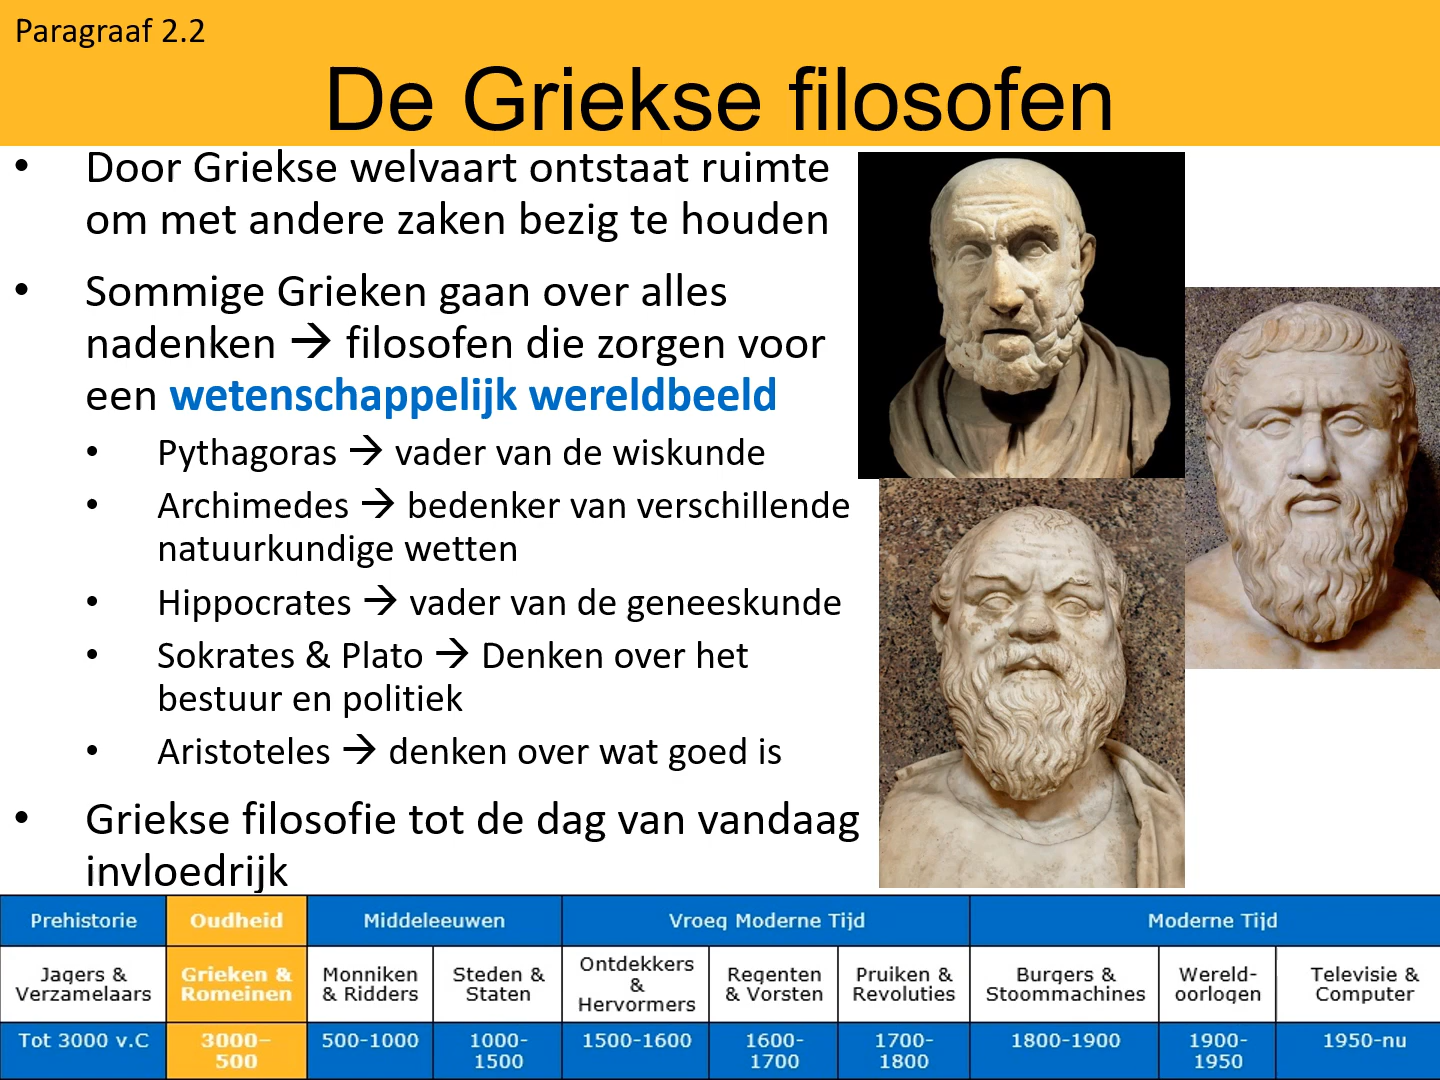 Paragraaf 2.2
De Griekse filosofen
• Door Griekse welvaart ontstaat ruimte
om met andere zaken bezig te houden
• Sommige Grieken gaan over alles
nadenken → filosofen die zorgen voor
een wetenschappelijk wereldbeeld
• Pythagoras → vader van de wiskunde
• Archimedes → bedenker van verschillende
natuurkundige wetten
• Hippocrates → vader van de geneeskunde
• Sokrates & Plato → Denken over het
bestuur en politiek
• Aristoteles → denken over wat goed is
• Griekse filosofie tot de dag van vandaag
invloedrijk
Prehistorie Oudheid Middeleeuwen Vroeg Moderne Tijd Moderne Tijd
Jagers &
Verzamelaars
Grieken &
Romeinen
Monniken
& Ridders
Steden &
Staten
Ontdekkers
&
Hervormers
Regenten
& Vorsten
Pruiken &
Revoluties
Burgers &
Stoommachines
Wereld-
oorlogen
Televisie &
Computer
Tot 3000 v.C
3000–
500
500-1000
1000-
1500
1500-1600
1600-
1700
1700-
1800
1800-1900
1900-
1950
1950-nu